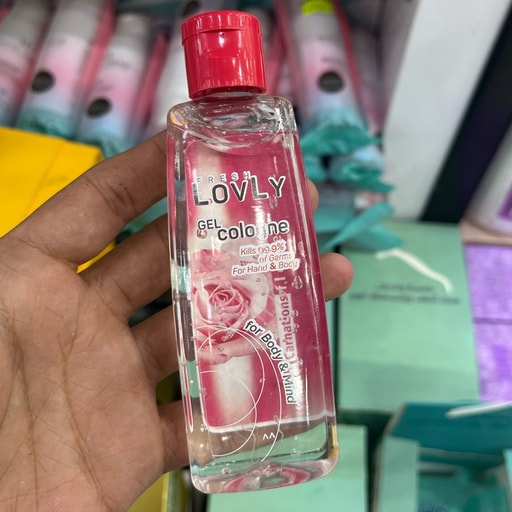 FRESH
LOVLY
GEL
cologne
Kills 99.9%
of Germs
For Hand & Body
Carnations
for Body & Mind